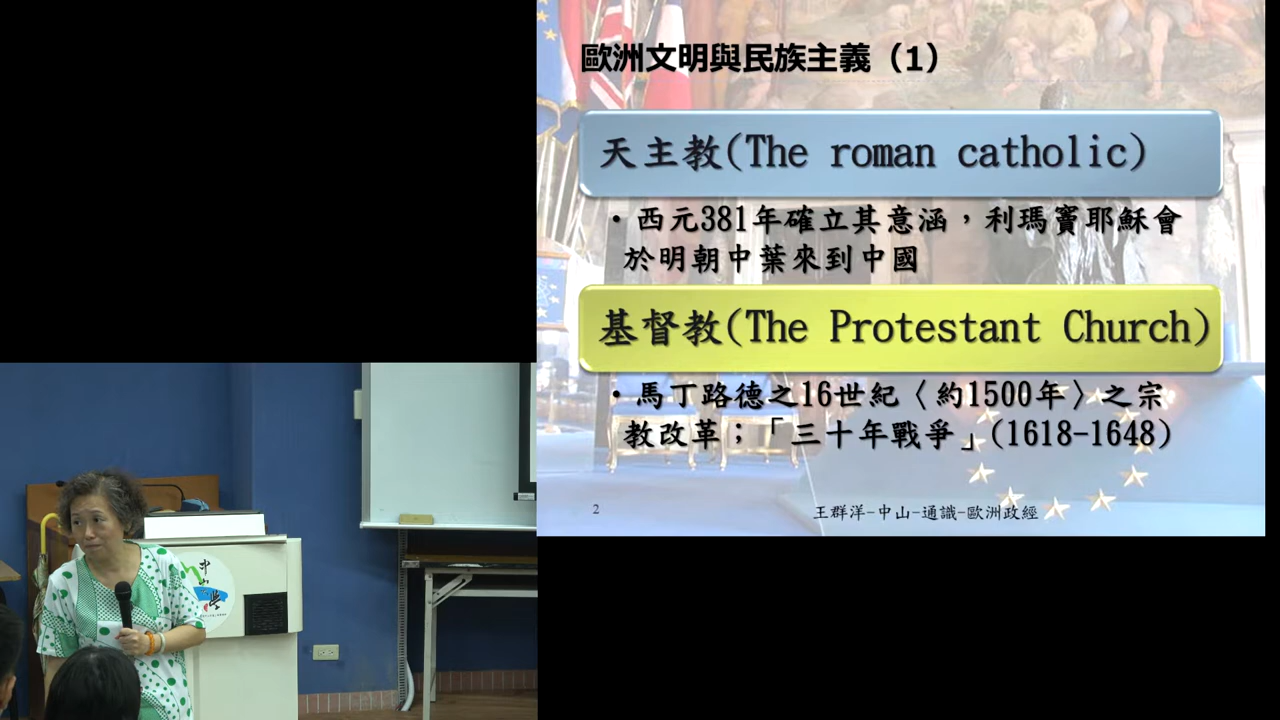 歐洲文明與民族主義（1）
天主教(The roman catholic)
・西元381年確立其意涵，利瑪竇耶穌會
於明朝中葉來到中國
基督教(The Protestant Church)
・馬丁路德之16世紀〈約1500年〉之宗
教改革；「三十年戰爭」(1618-1648)
2
王群洋-中山-通識-歐洲政經
中山